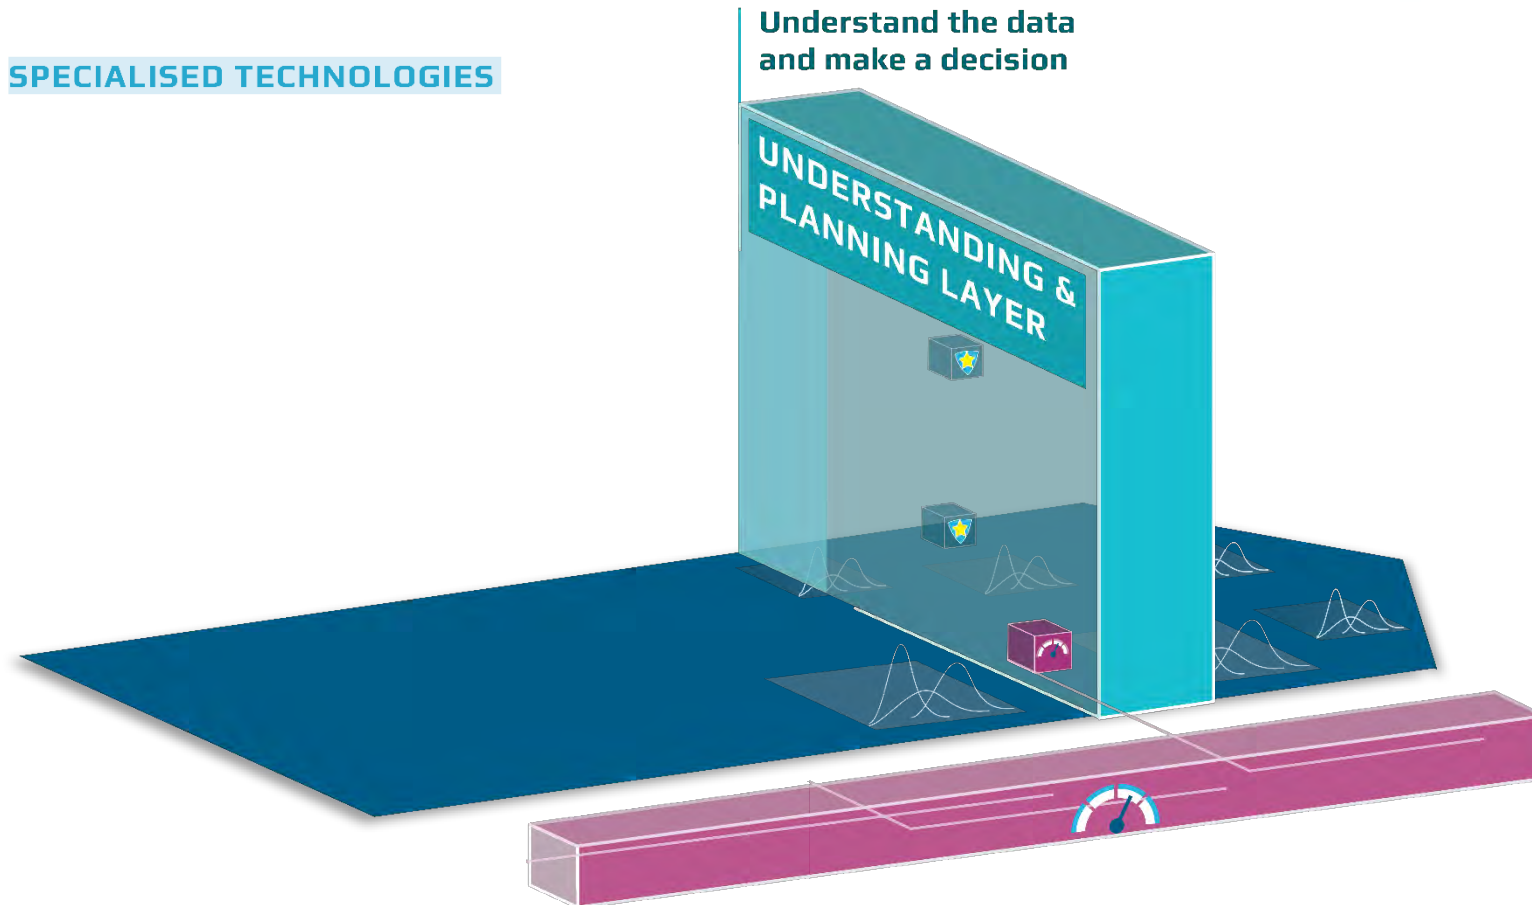 SPECIALISED TECHNOLOGIES
Understand the data
and make a decision
UNDERSTANDING &
PLANNING LAYER